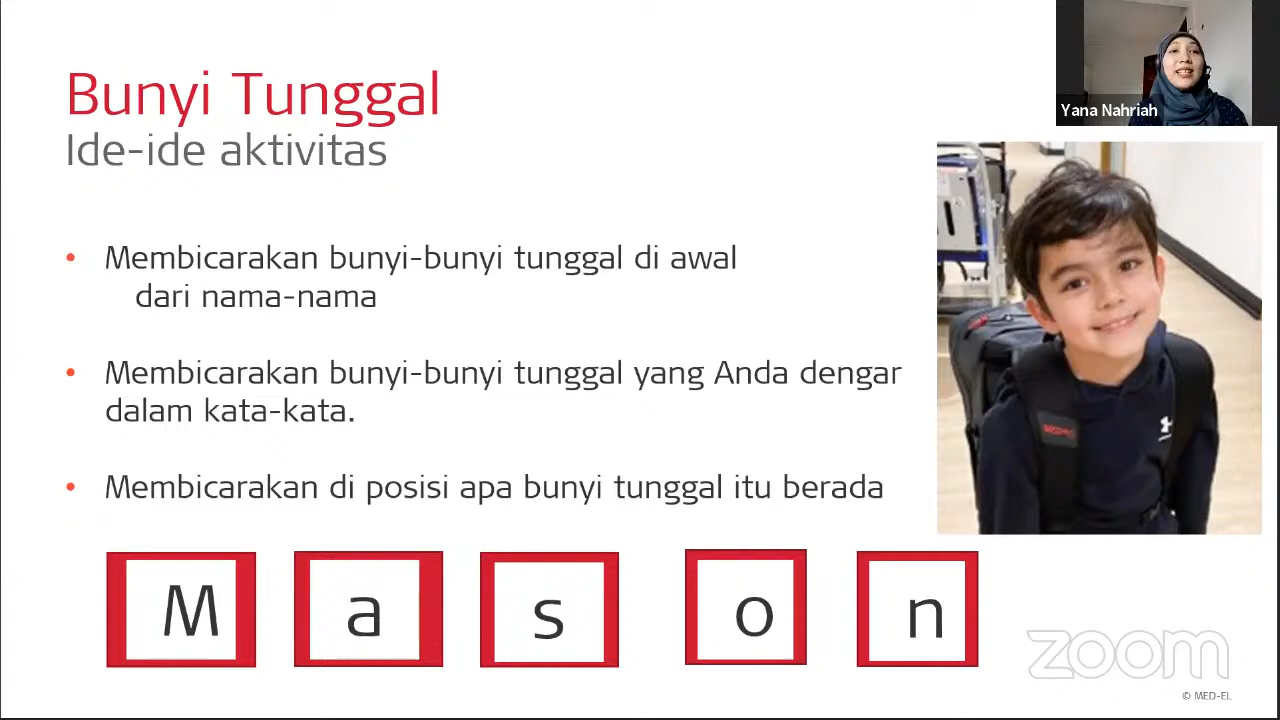 Bunyi Tunggal
Ide-ide aktivitas
Yana Nahriah
• Membicarakan bunyi-bunyi tunggal di awal
dari nama-nama
• Membicarakan bunyi-bunyi tunggal yang Anda dengar
dalam kata-kata.
• Membicarakan di posisi apa bunyi tunggal itu berada
M a s o n
zoom
© MED-EL